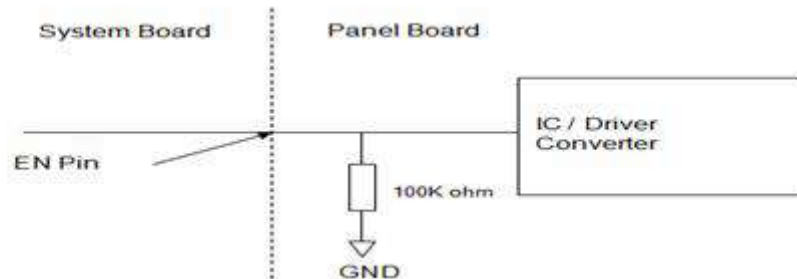 System Board
Panel Board
IC / Driver
Converter
EN Pin
100K ohm
GND